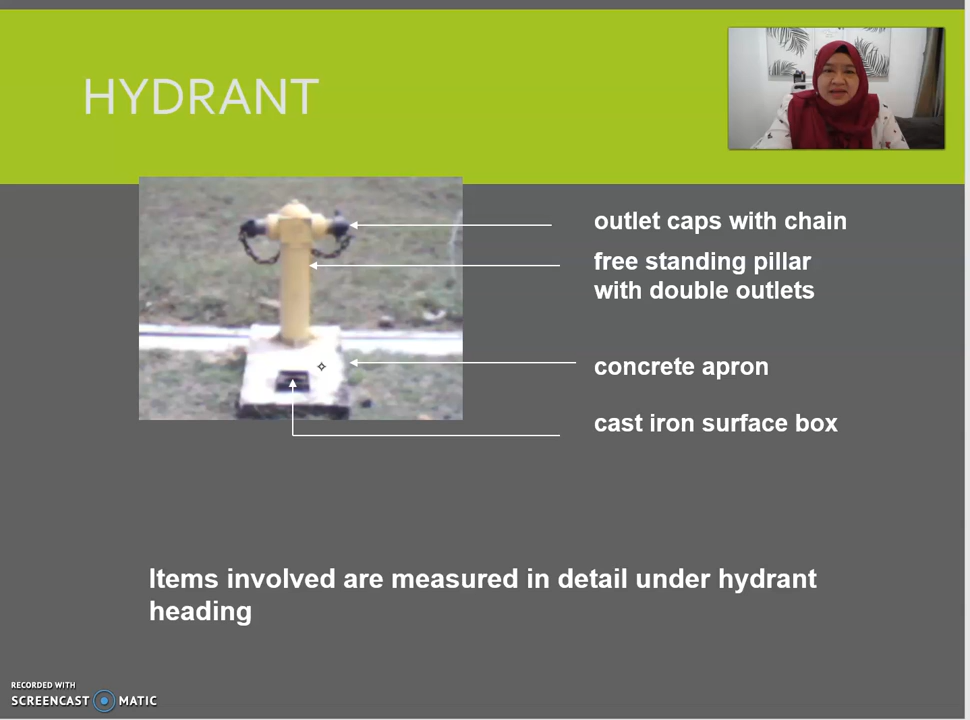 HYDRANT
outlet caps with chain
free standing pillar
with double outlets
concrete apron
cast iron surface box
Items involved are measured in detail under hydrant
heading
RECORDED WITH
SCREENCAST MATIC